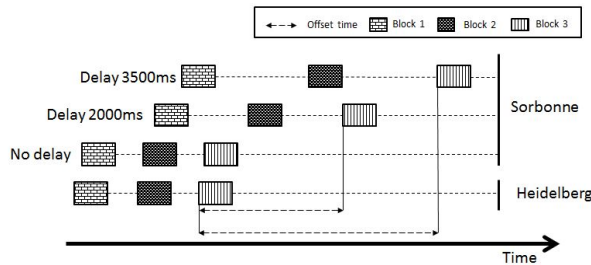 Offset time Block 1 Block 2 Block 3
Delay 3500ms
Sorbonne
Delay 2000ms
No delay
Heidelberg
Time